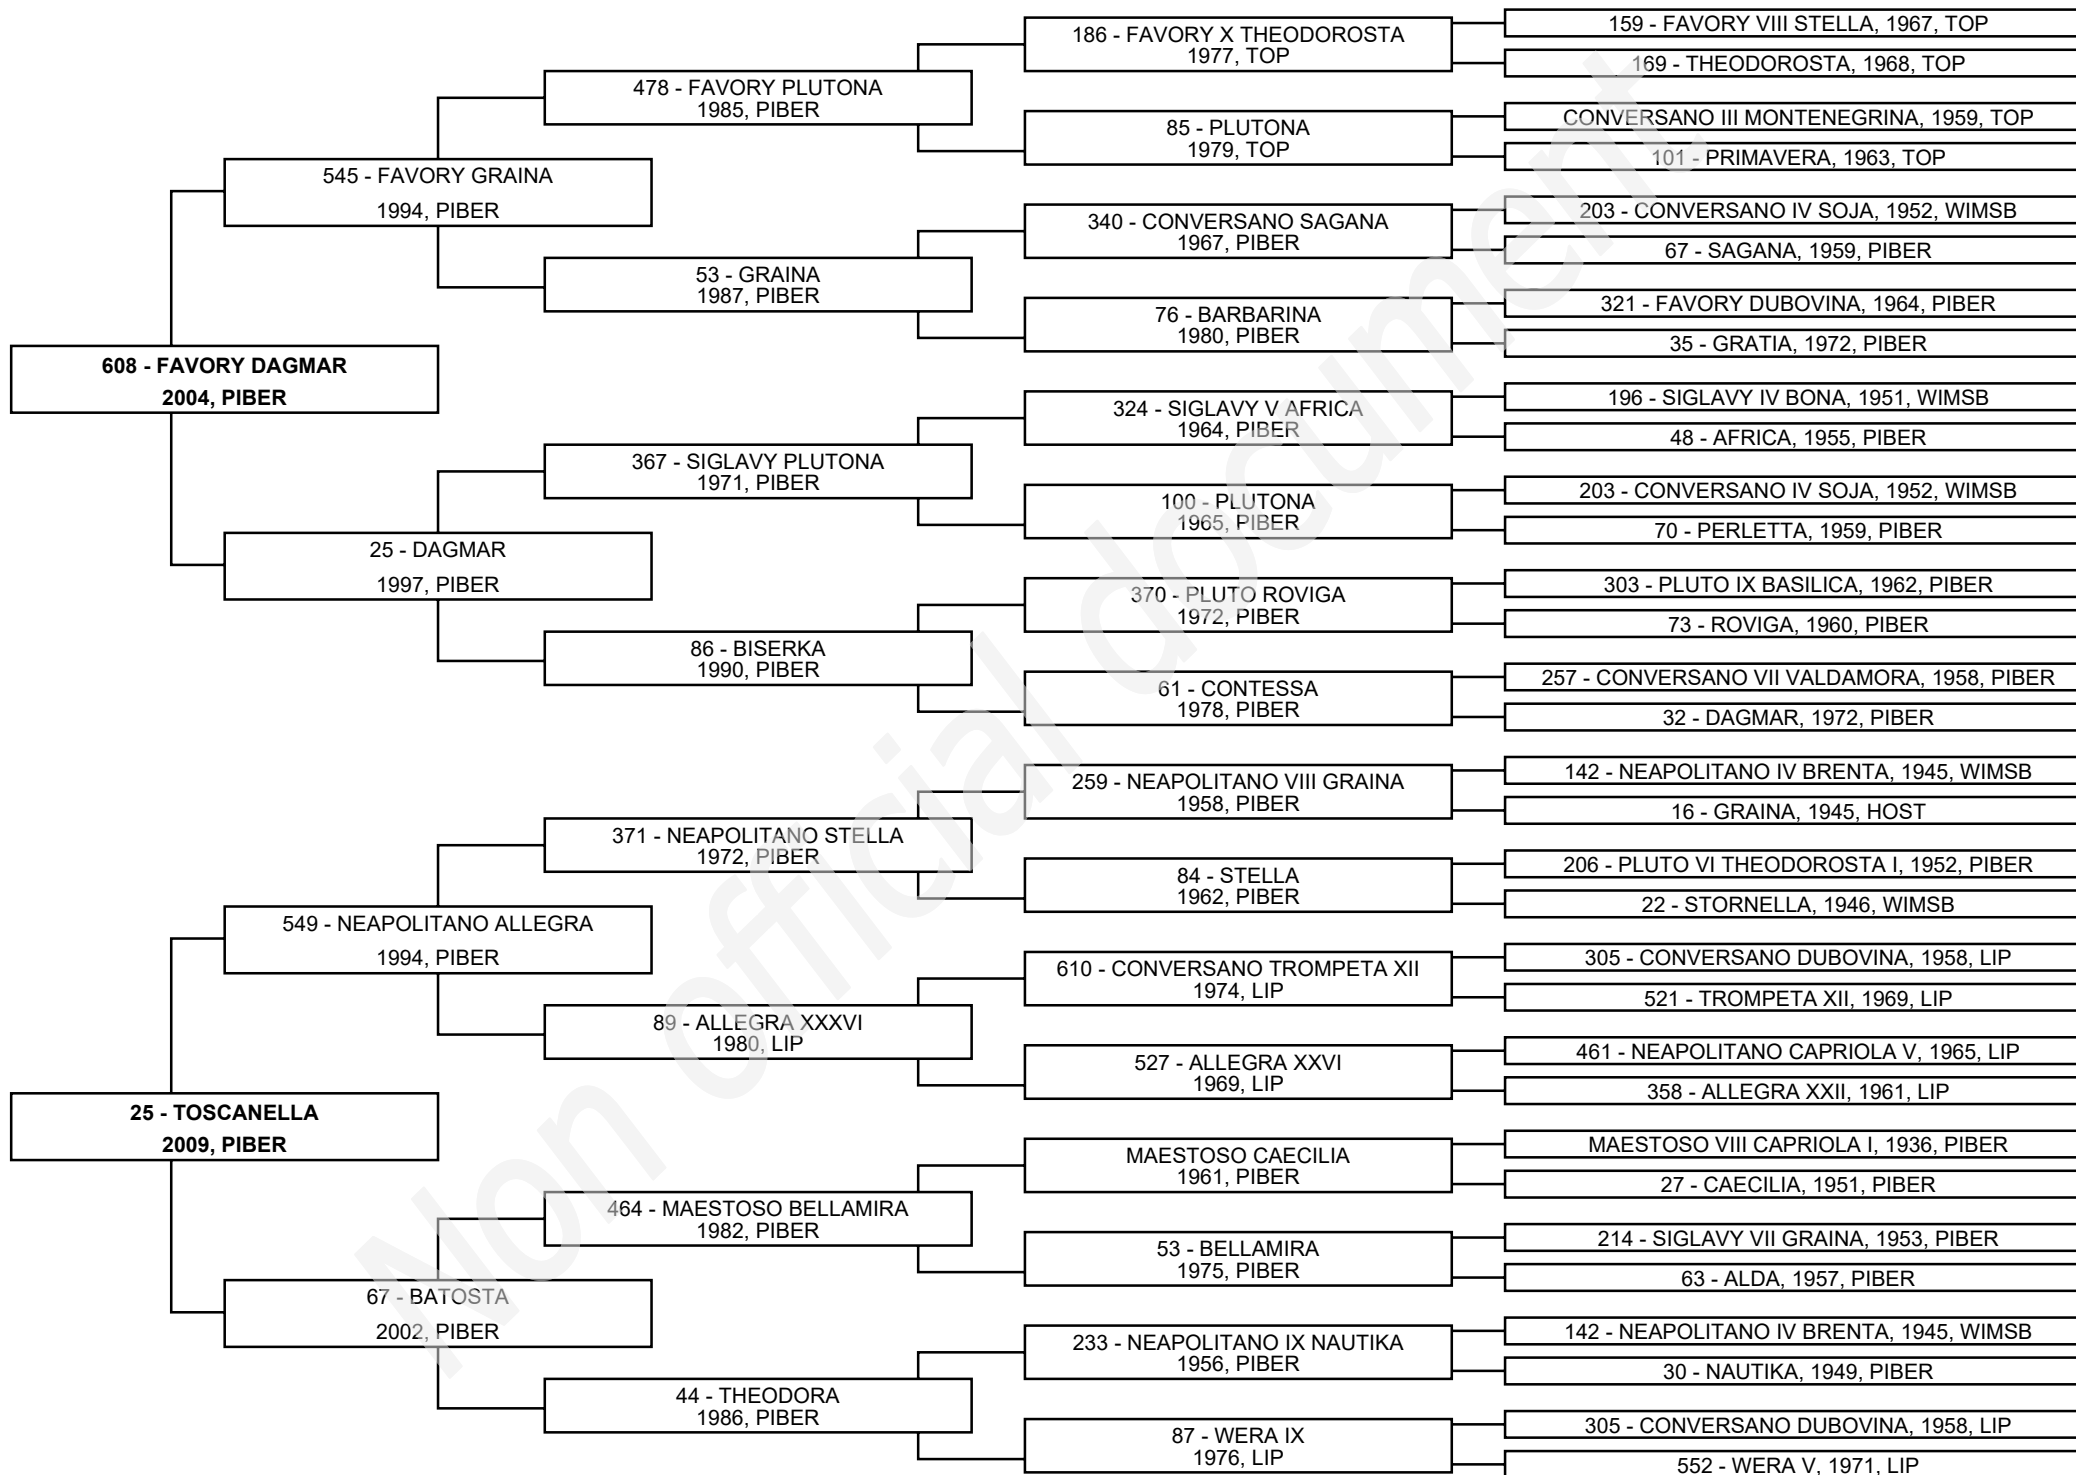 186 - FAVORY X THEODOROSTA
1977, TOP
159 - FAVORY VIII STELLA, 1967, TOP
169 - THEODOROSTA, 1968, TOP
478 - FAVORY PLUTONA
1985, PIBER
85 - PLUTONA
1979, TOP
CONVERSANO III MONTENEGRINA, 1959, TOP
101 - PRIMAVERA, 1963, TOP
545 - FAVORY GRAINA
1994, PIBER
340 - CONVERSANO SAGANA
1967, PIBER
203 - CONVERSANO IV SOJA, 1952, WIMSB
67 - SAGANA, 1959, PIBER
53 - GRAINA
1987, PIBER
76 - BARBARINA
1980, PIBER
321 - FAVORY DUBOVINA, 1964, PIBER
35 - GRATIA, 1972, PIBER
608 - FAVORY DAGMAR
2004, PIBER
324 - SIGLAVY V AFRICA
1964, PIBER
196 - SIGLAVY IV BONA, 1951, WIMSB
48 - AFRICA, 1955, PIBER
367 - SIGLAVY PLUTONA
1971, PIBER
100 - PLUTONA
1965, PIBER
203 - CONVERSANO IV SOJA, 1952, WIMSB
70 - PERLETTA, 1959, PIBER
25 - DAGMAR
1997, PIBER
370 - PLUTO ROVIGA
1972, PIBER
303 - PLUTO IX BASILICA, 1962, PIBER
73 - ROVIGA, 1960, PIBER
86 - BISERKA
1990, PIBER
61 - CONTESSA
1978, PIBER
257 - CONVERSANO VII VALDAMORA, 1958, PIBER
32 - DAGMAR, 1972, PIBER
259 - NEAPOLITANO VIII GRAINA
1958, PIBER
142 - NEAPOLITANO IV BRENTA, 1945, WIMSB
16 - GRAINA, 1945, HOST
371 - NEAPOLITANO STELLA
1972, PIBER
84 - STELLA
1962, PIBER
206 - PLUTO VI THEODOROSTA I, 1952, PIBER
22 - STORNELLA, 1946, WIMSB
549 - NEAPOLITANO ALLEGRA
1994, PIBER
610 - CONVERSANO TROMPETA XII
1974, LIP
305 - CONVERSANO DUBOVINA, 1958, LIP
521 - TROMPETA XII, 1969, LIP
89 - ALLEGRA XXXVI
1980, LIP
527 - ALLEGRA XXVI
1969, LIP
461 - NEAPOLITANO CAPRIOLA V, 1965, LIP
358 - ALLEGRA XXII, 1961, LIP
25 - TOSCANELLA
2009, PIBER
MAESTOSO CAECILIA
1961, PIBER
MAESTOSO VIII CAPRIOLA I, 1936, PIBER
27 - CAECILIA, 1951, PIBER
464 - MAESTOSO BELLAMIRA
1982, PIBER
53 - BELLAMIRA
1975, PIBER
214 - SIGLAVY VII GRAINA, 1953, PIBER
63 - ALDA, 1957, PIBER
67 - BATOSTA
2002, PIBER
233 - NEAPOLITANO IX NAUTIKA
1956, PIBER
142 - NEAPOLITANO IV BRENTA, 1945, WIMSB
30 - NAUTIKA, 1949, PIBER
44 - THEODORA
1986, PIBER
87 - WERA IX
1976, LIP
305 - CONVERSANO DUBOVINA, 1958, LIP
552 - WERA V, 1971, LIP
Non official document